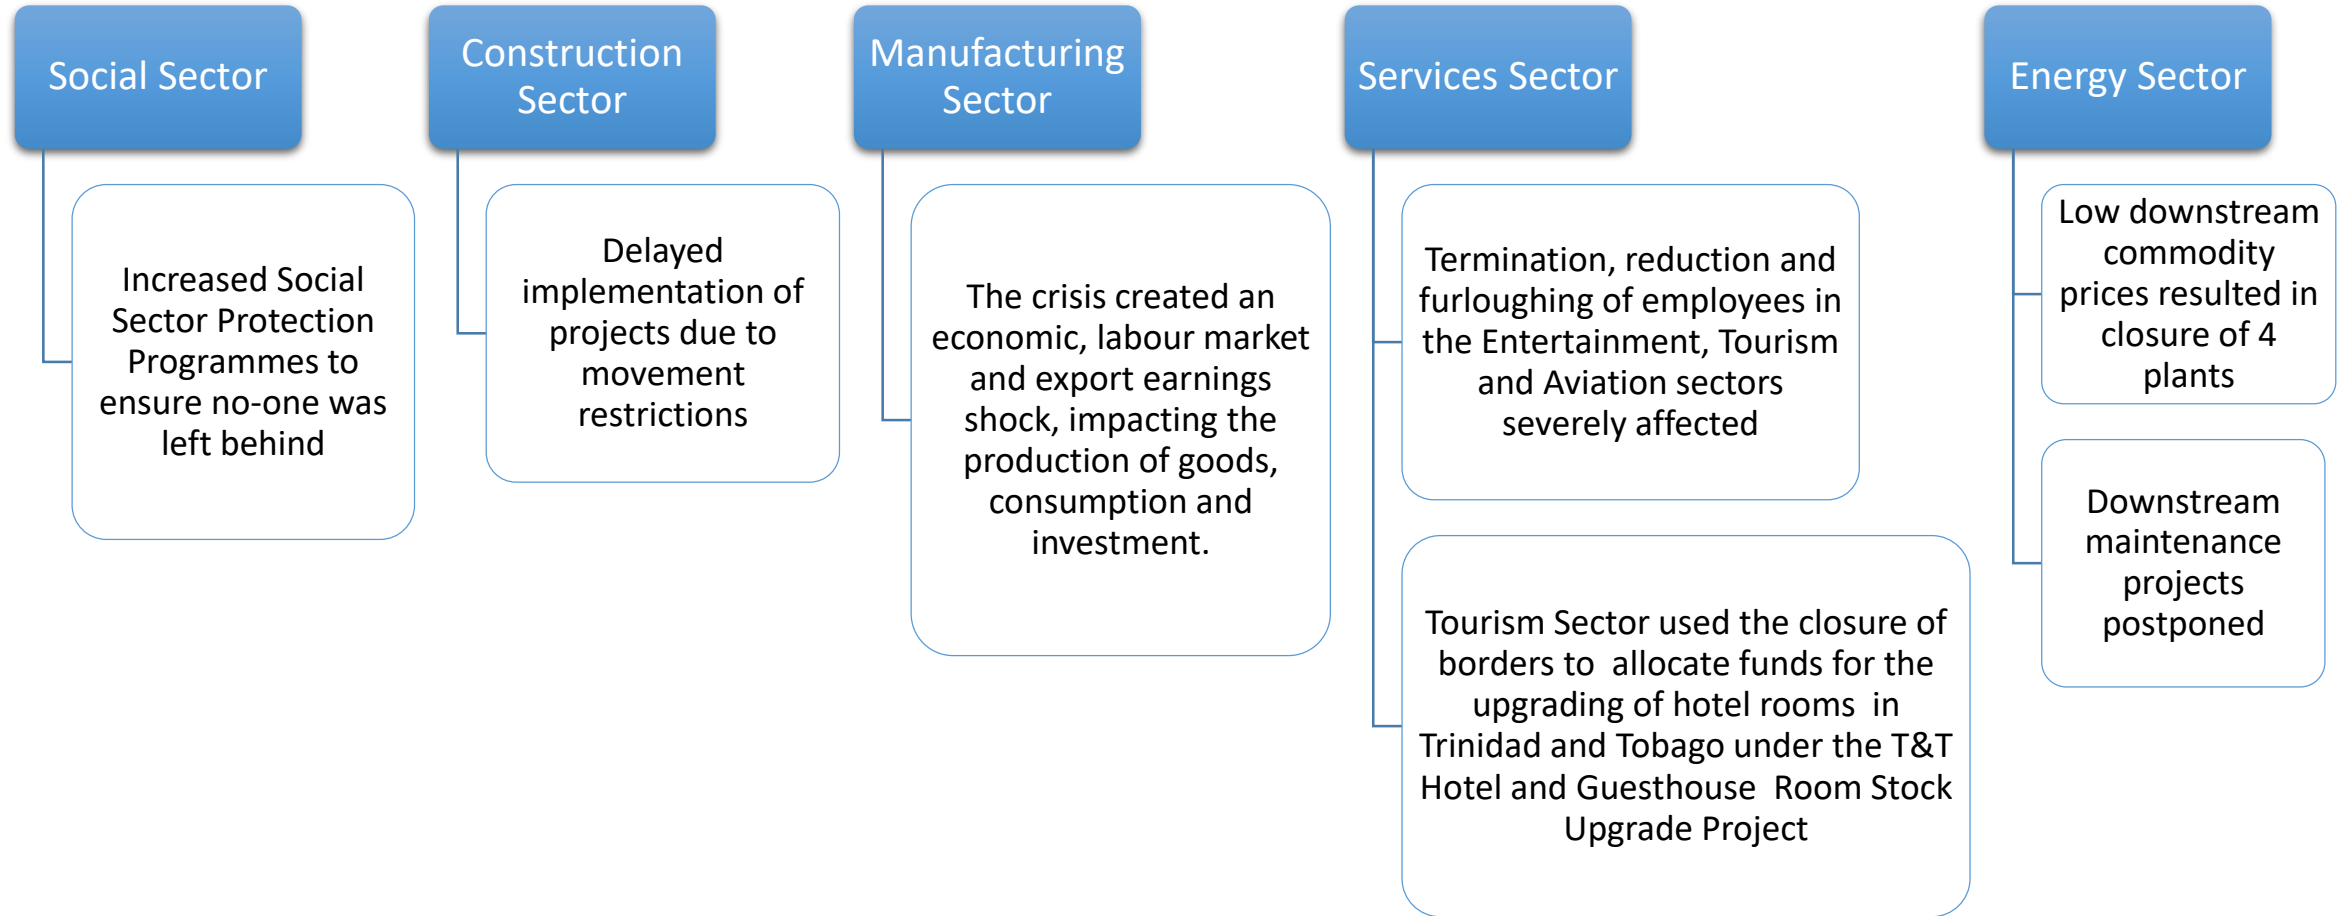 Social Sector
Increased Social
Sector Protection
Programmes to
ensure no-one was
left behind
Construction
Sector
Delayed
implementation of
projects due to
movement
restrictions
Manufacturing
Sector
The crisis created an
economic, labour market
and export earnings
shock, impacting the
production of goods,
consumption and
investment.
Services Sector
Termination, reduction and
furloughing of employees in
the Entertainment, Tourism
and Aviation sectors
severely affected
Tourism Sector used the closure of
borders to allocate funds for the
upgrading of hotel rooms in
Trinidad and Tobago under the T&T
Hotel and Guesthouse Room Stock
Upgrade Project
Energy Sector
Low downstream
commodity
prices resulted in
closure of 4
plants
Downstream
maintenance
projects
postponed